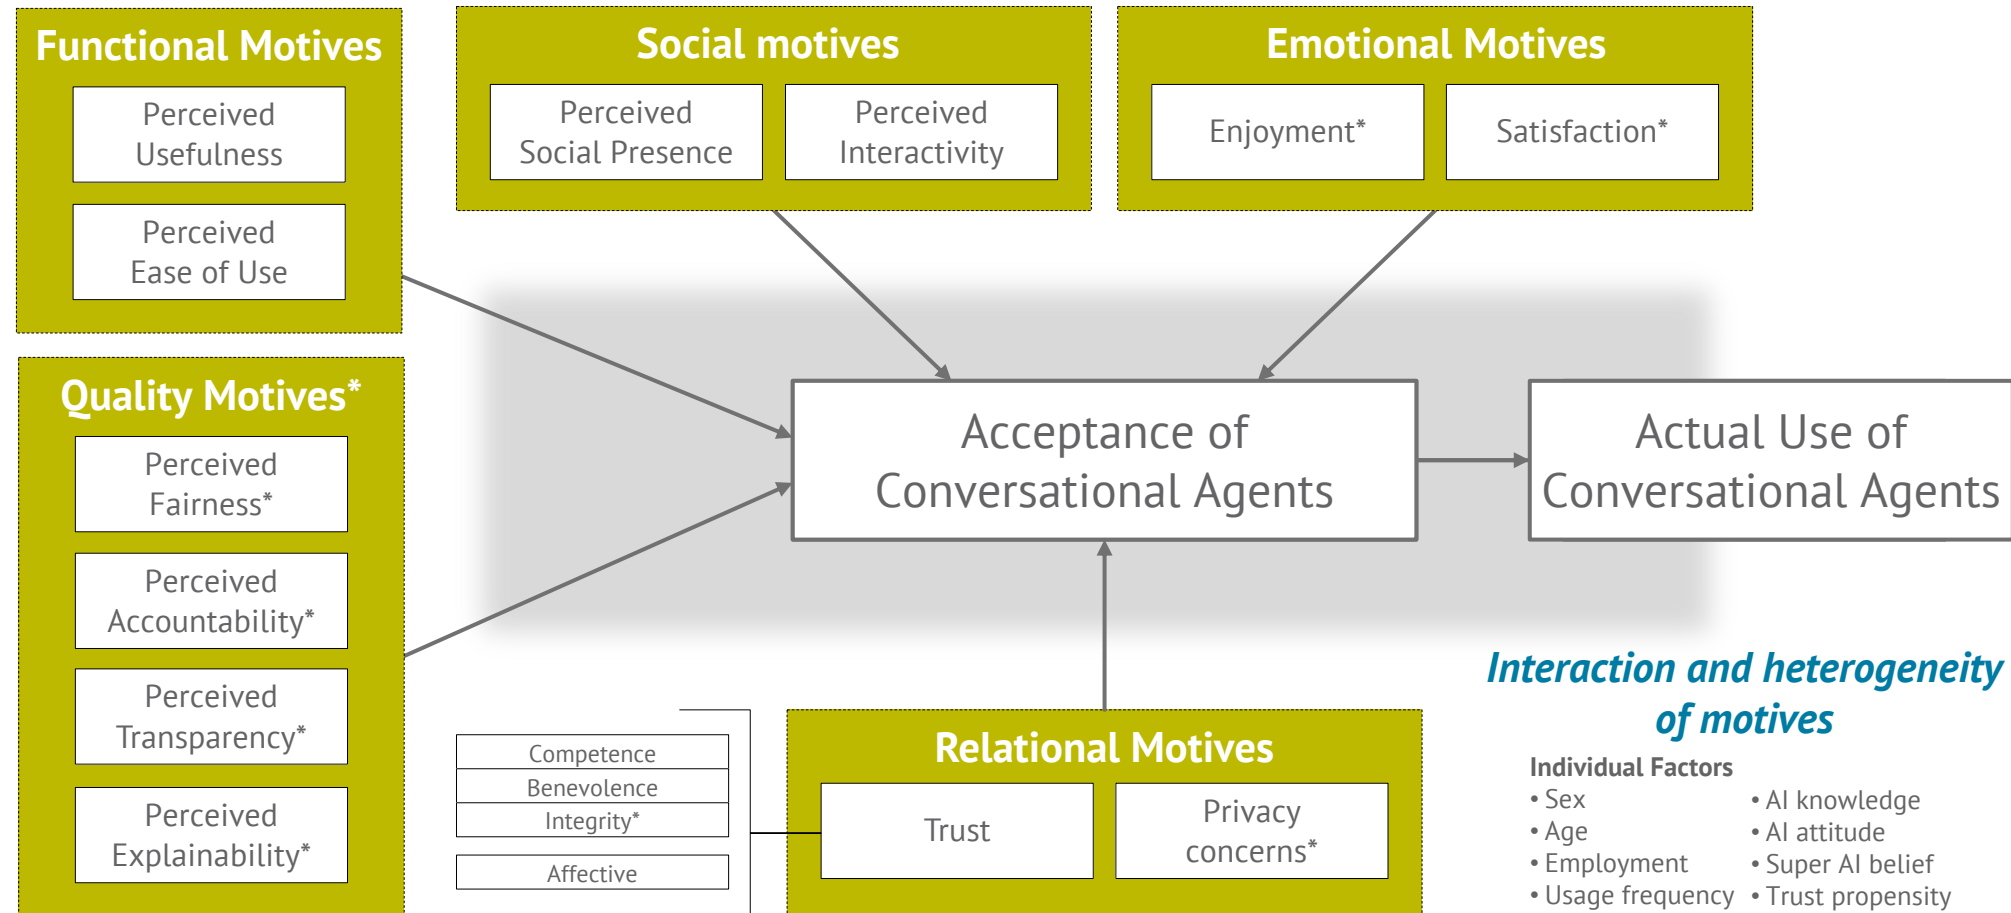 Functional Motives
Perceived
Usefulness
Perceived
Ease of Use
Social motives
Perceived
Social Presence
Perceived
Interactivity
Emotional Motives
Enjoyment*
Satisfaction*
Quality Motives*
Perceived
Fairness*
Perceived
Accountability*
Perceived
Transparency*
Perceived
Explainability*
Acceptance of
Conversational Agents
Actual Use of
Conversational Agents
Competence
Benevolence
Integrity*
Affective
Relational Motives
Trust
Privacy
concerns*
Interaction and heterogeneity
of motives
Individual Factors
• Sex
• Age
• Employment
• Usage frequency
• AI knowledge
• AI attitude
• Super AI belief
• Trust propensity